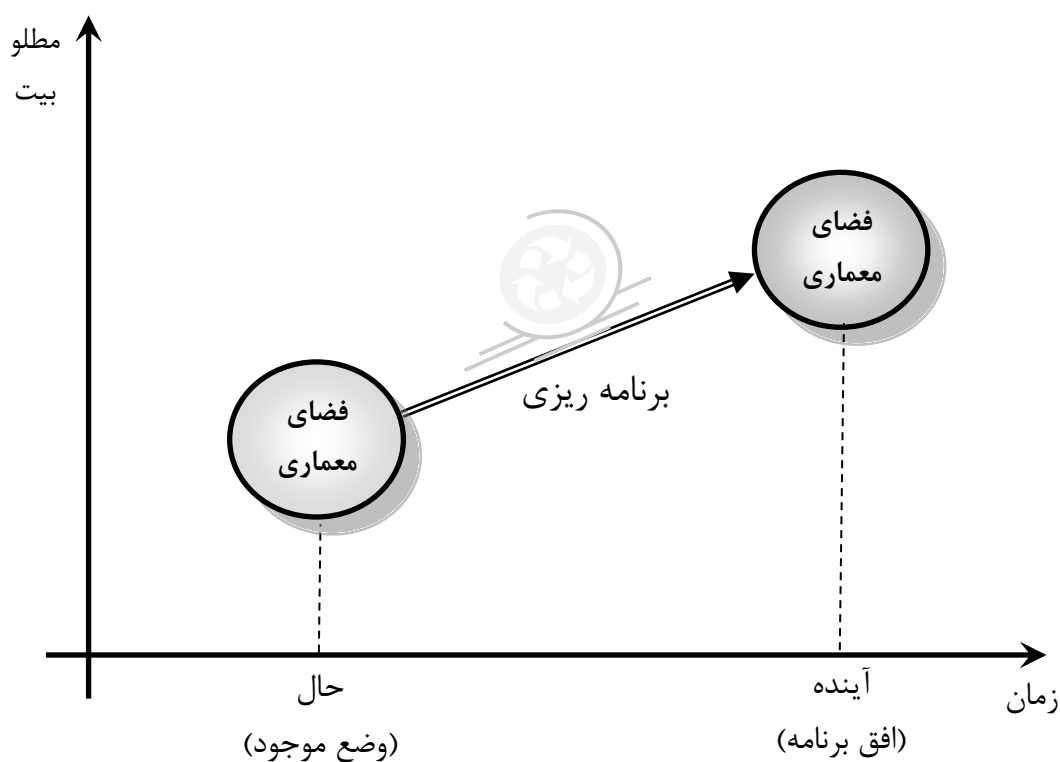 مطلو
بیت
فضای
معماری
برنامه ریزی
فضای
معماری
حال
(وضع موجود)
آینده
(افق برنامه)
زمان